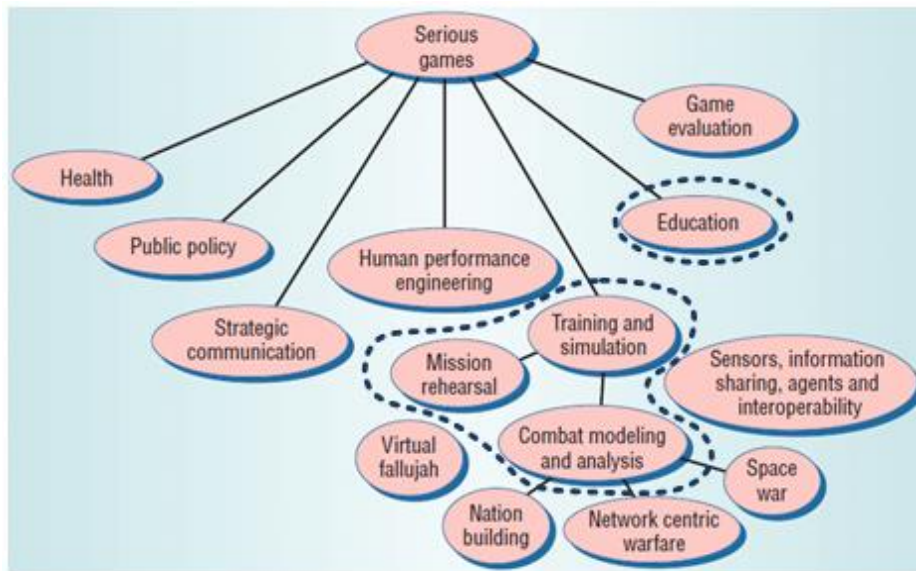 Serious
games
Game
evaluation
Health
Education
Public policy
Human performance
engineering
Strategic
communication
Training and
simulation
Mission
rehearsal
Sensors, information
sharing, agents and
interoperability
Combat modeling
and analysis
Virtual
fallujah
Space
war
Nation
building
Network centric
warfare